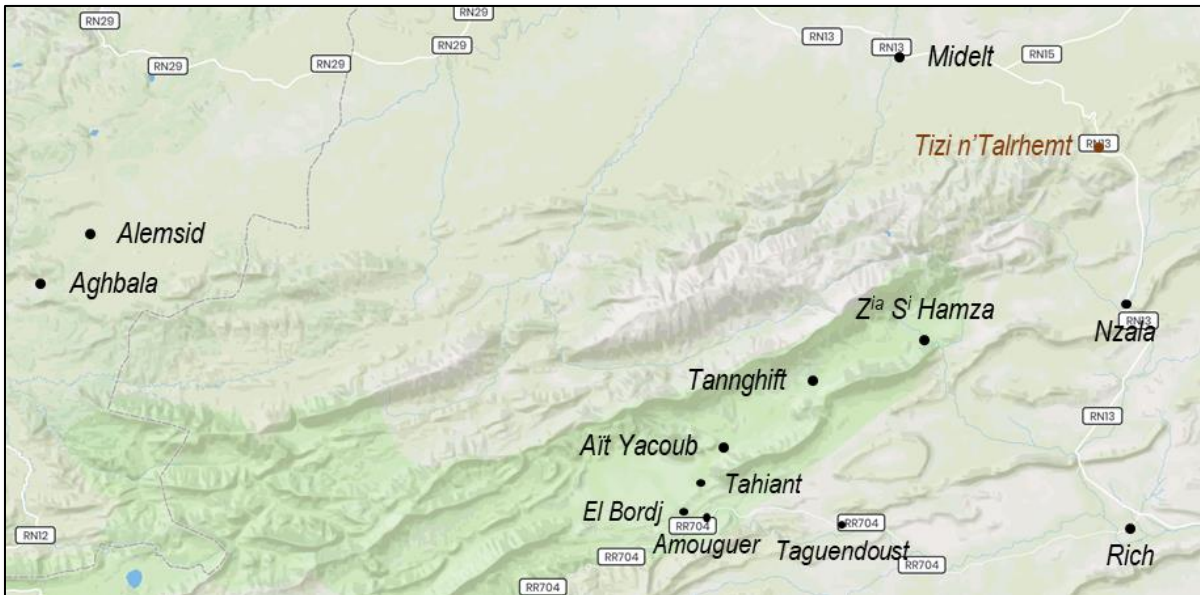 RN29
RN29
RN29
RN29
RN13
RN13
Midelt
RN15
Tizi n’Talrhemt
RN13
Alemsid
Aghbala
Zia Si Hamza
RN13
Nzala
Tannghift
RN13
Aït Yacoub
Tahiant
El Bordj
RR704
Amouguer
RR704
Taguendoust
Rich
RN12
RR704
RR704
RR704